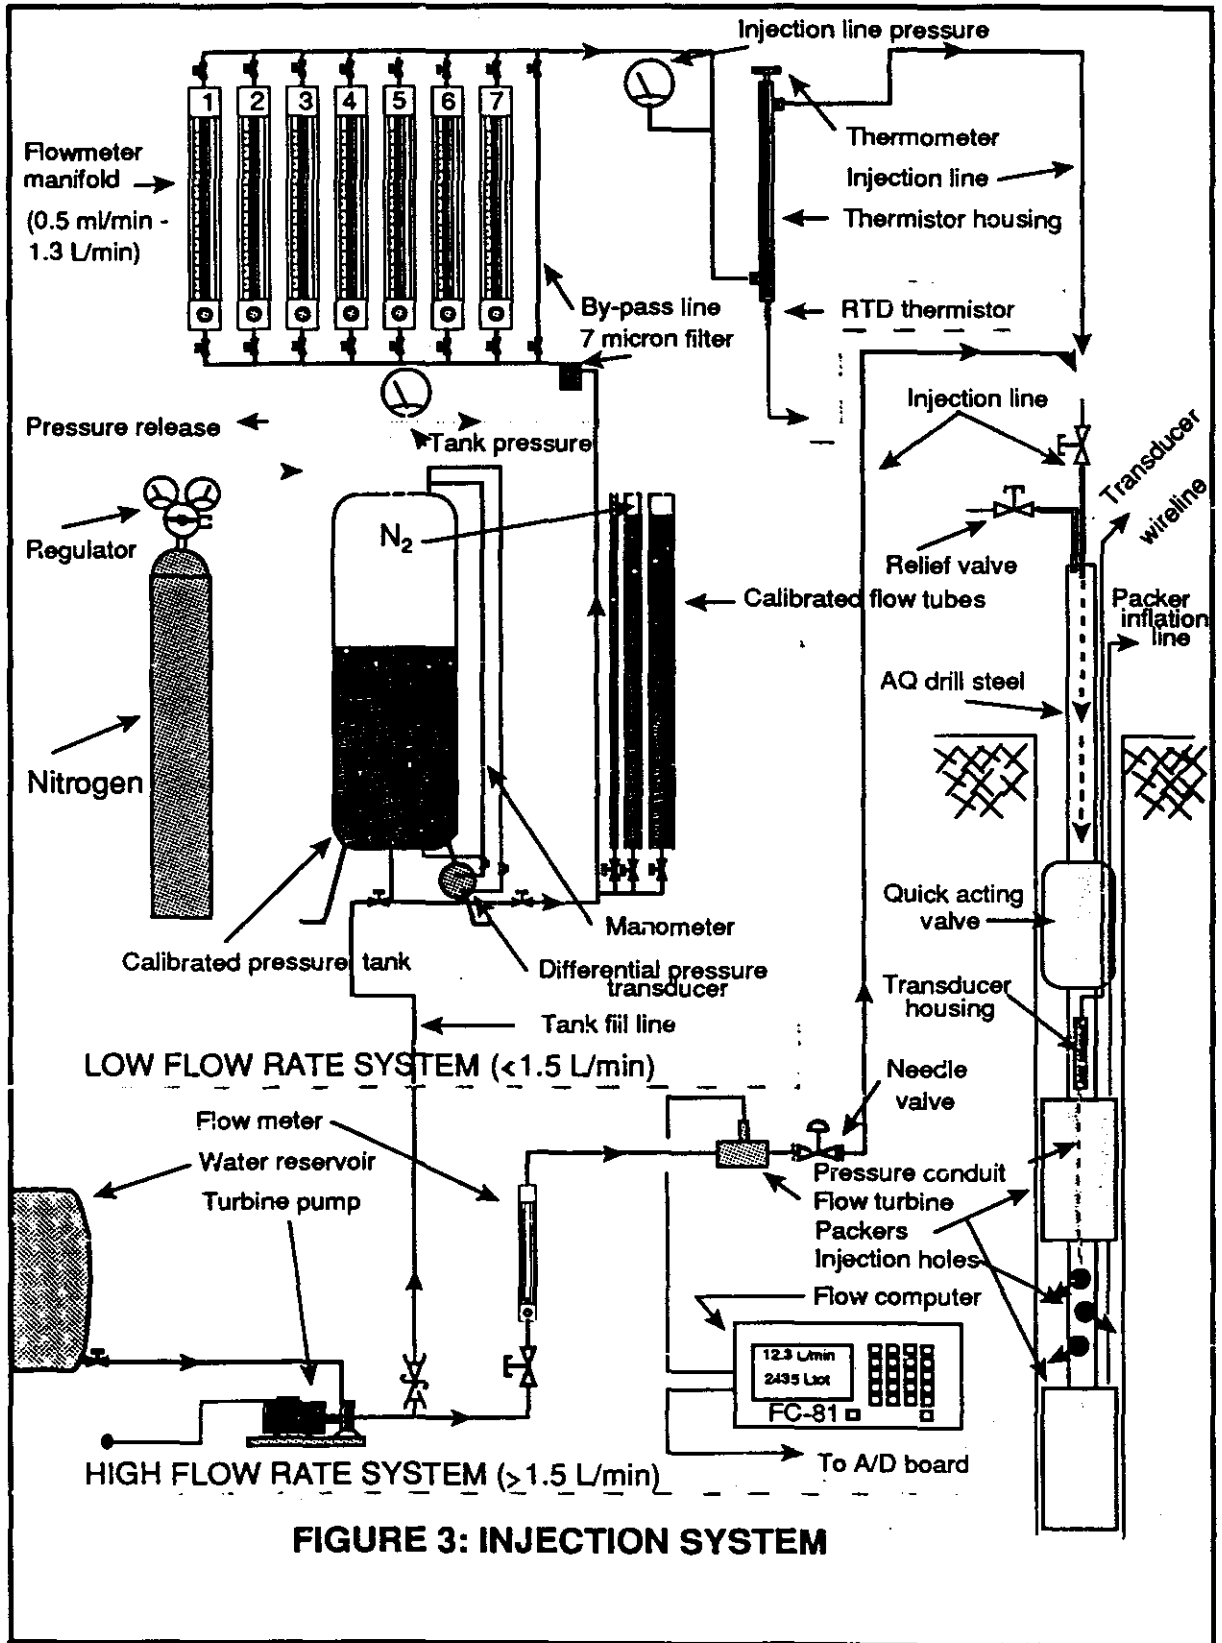 Injection line pressure
1 2 3 4 5 6 7
Flowmeter
manifold
(0.5 ml/min -
1.3 L/min)
Thermometer
Injection line
Thermistor housing
By-pass line
7 micron filter
RTD thermistor
Pressure release
Tank pressure
Injection line
Transducer
wireline
Regulator
N2
Relief valve
Calibrated flow tubes
Packer
inflation
line
AQ drill steel
Nitrogen
Quick acting
valve
Manometer
Calibrated pressure tank
Differential pressure
transducer
Transducer
housing
Tank fill line
LOW FLOW RATE SYSTEM (<1.5 L/min)
Needle
valve
Flow meter
Water reservoir
Turbine pump
Pressure conduit
Flow turbine
Packers
Injection holes
Flow computer
12.3 L/min
2435 Ltot
FC-81
To A/D board
HIGH FLOW RATE SYSTEM (>1.5 L/min)
FIGURE 3: INJECTION SYSTEM